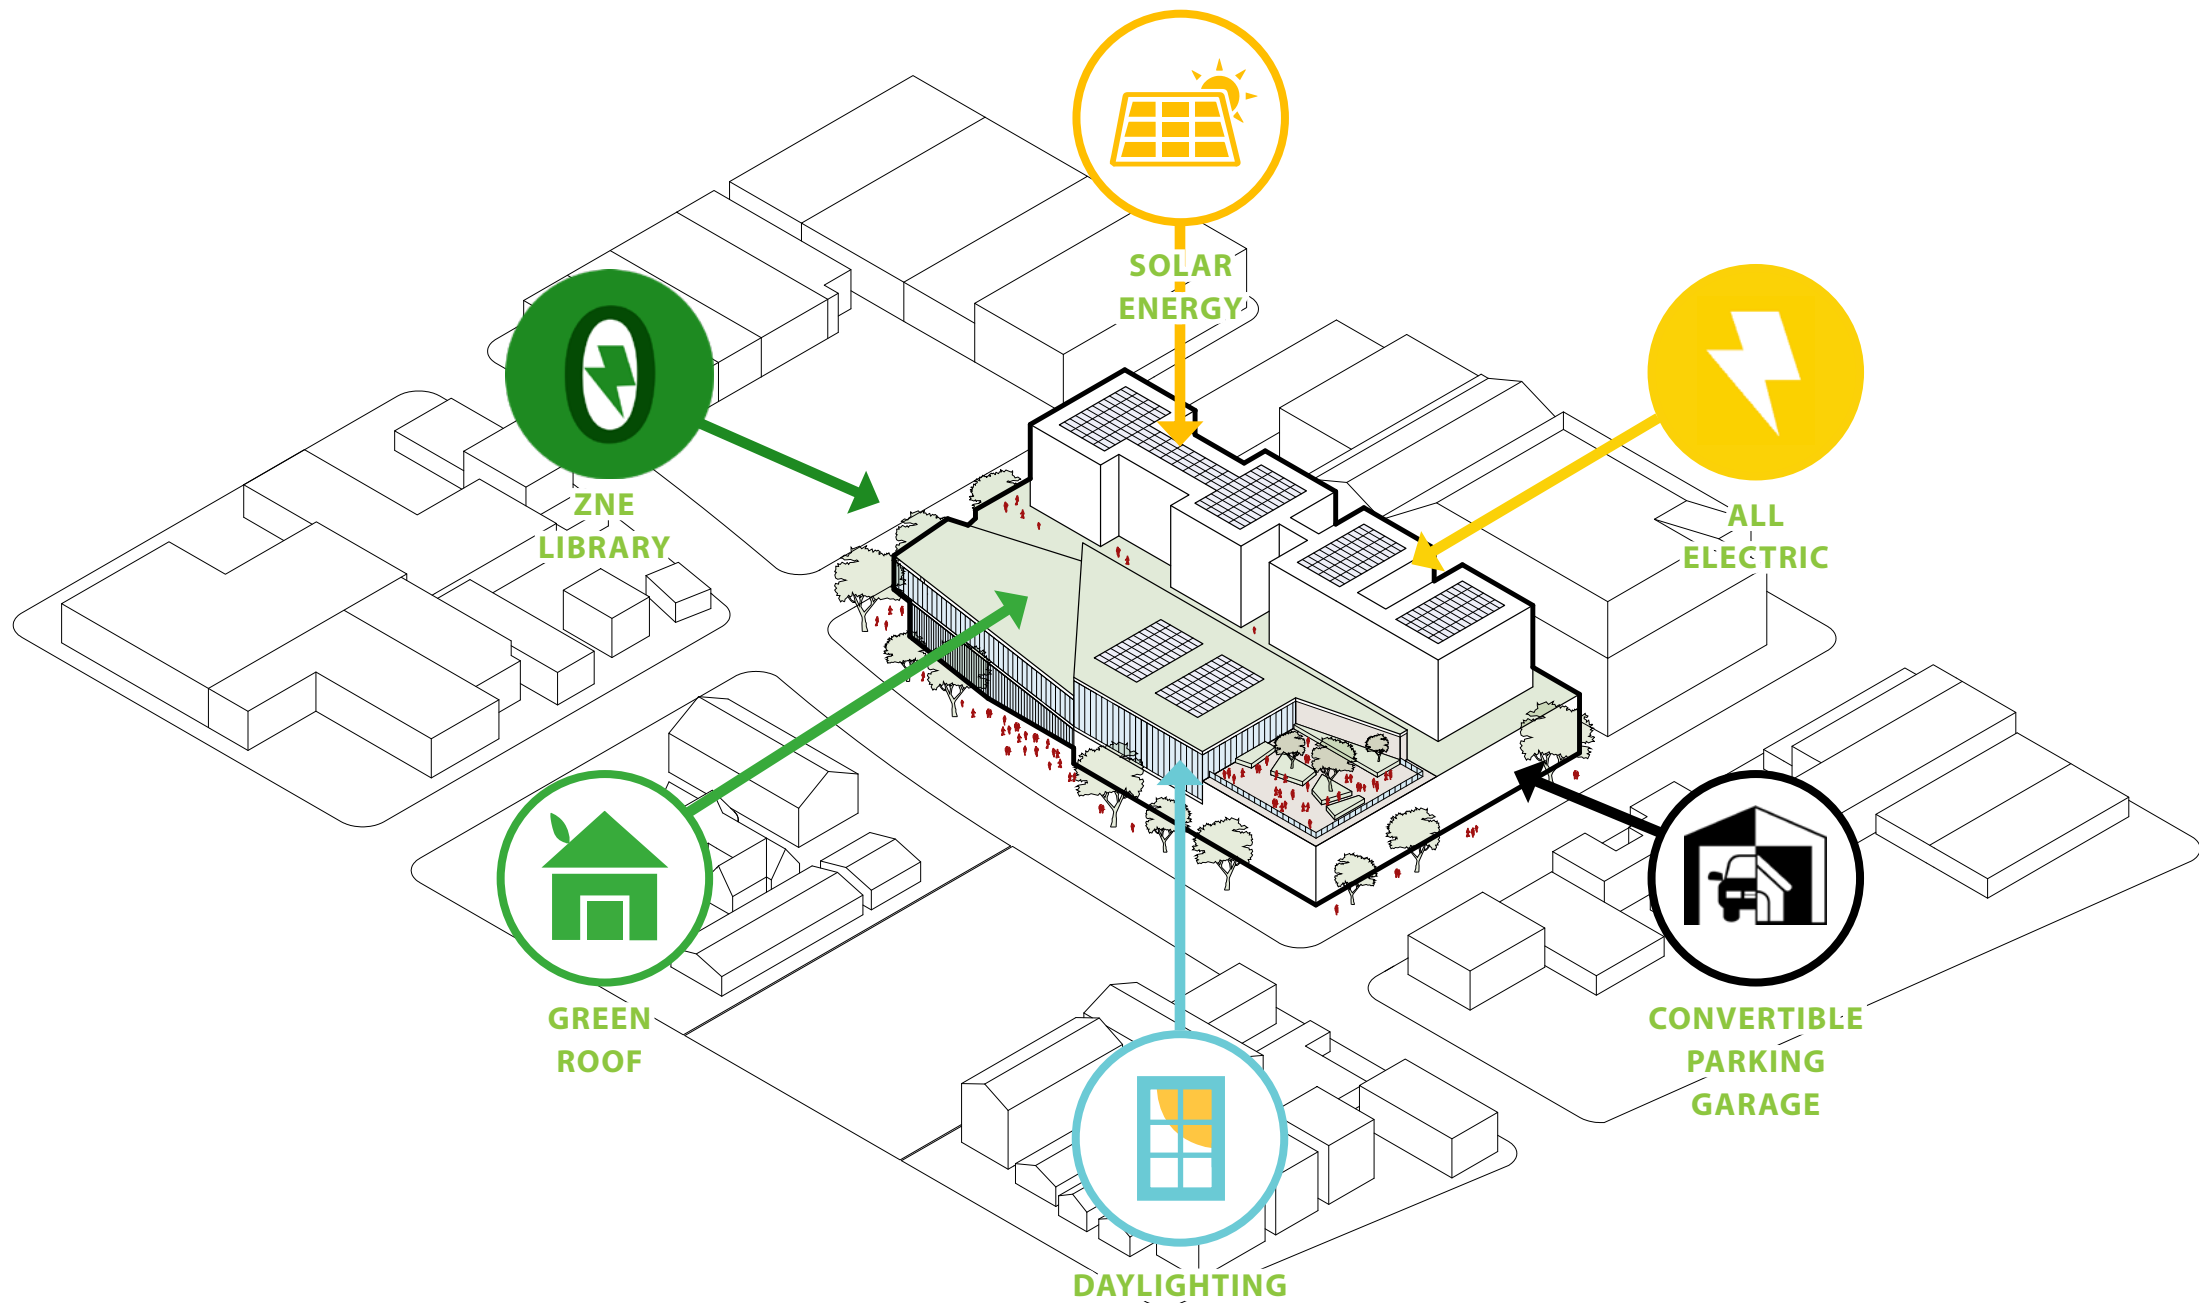 SOLAR
ENERGY
ZNE
LIBRARY
ALL
ELECTRIC
GREEN
ROOF
CONVERTIBLE
PARKING
GARAGE
DAYLIGHTING